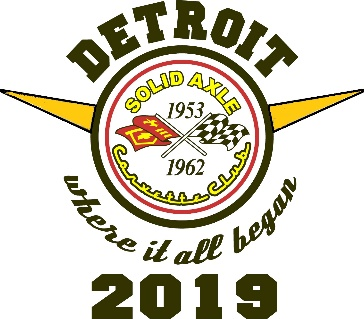 DETROIT
SOLID AXLE
1953
1962
Corvette Club
where it all began
2019